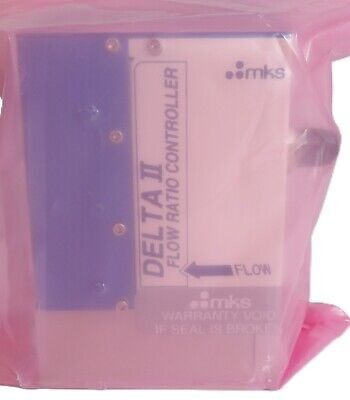 mks
DELTA II
FLOW RATIO CONTROLLER
FLOW
mks
WARRANTY VOID
IF SEAL IS BROKEN